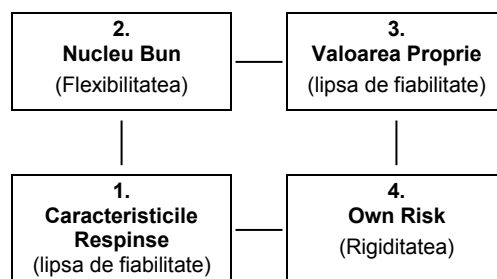 2.
Nucleu Bun
(Flexibilitatea)
3.
Valoarea Proprie
(lipsa de fiabilitate)
1.
Caracteristicile
Respinse
(lipsa de fiabilitate)
4.
Own Risk
(Rigiditatea)